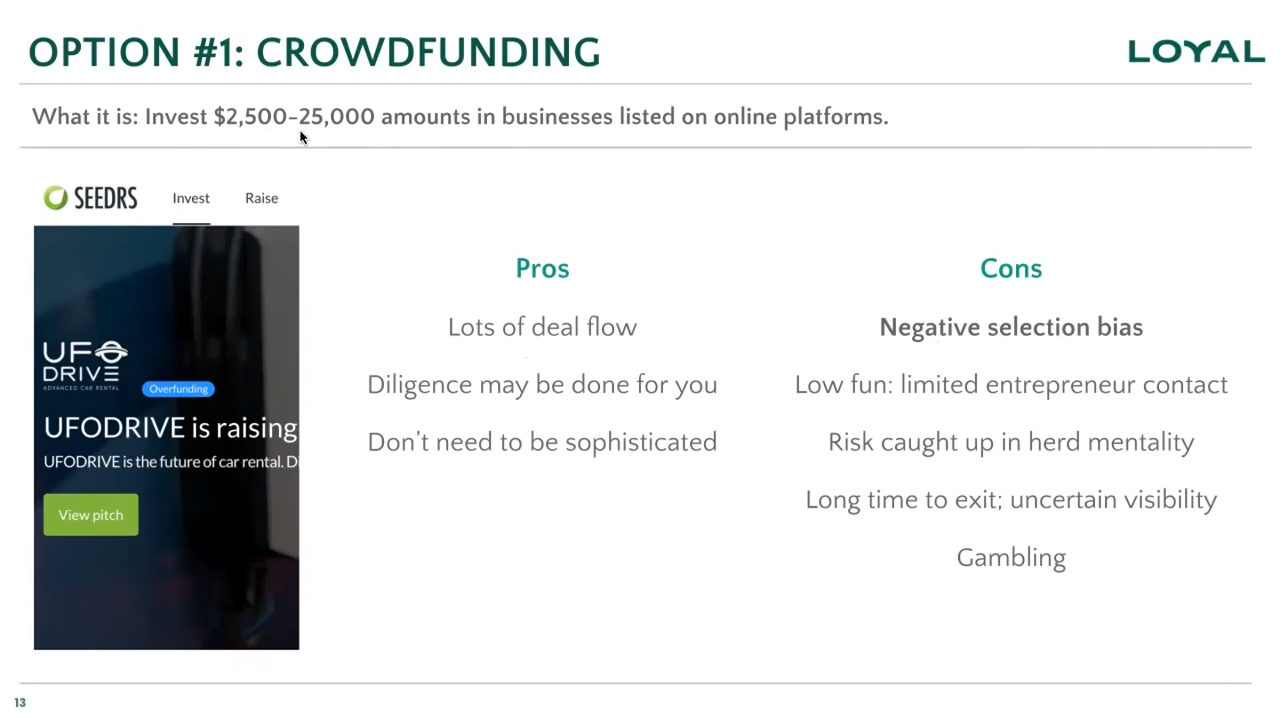 OPTION #1: CROWDFUNDING
LOYAL
What it is: Invest $2,500-25,000 amounts in businesses listed on online platforms.
SEEDRS Invest Raise
UFO
DRIVE
ADVANCED CAR RENTAL
Overfunding
UFODRIVE is raising
UFODRIVE is the future of car rental. D
View pitch
Pros
Lots of deal flow
Diligence may be done for you
Don't need to be sophisticated
Cons
Negative selection bias
Low fun: limited entrepreneur contact
Risk caught up in herd mentality
Long time to exit; uncertain visibility
Gambling
13